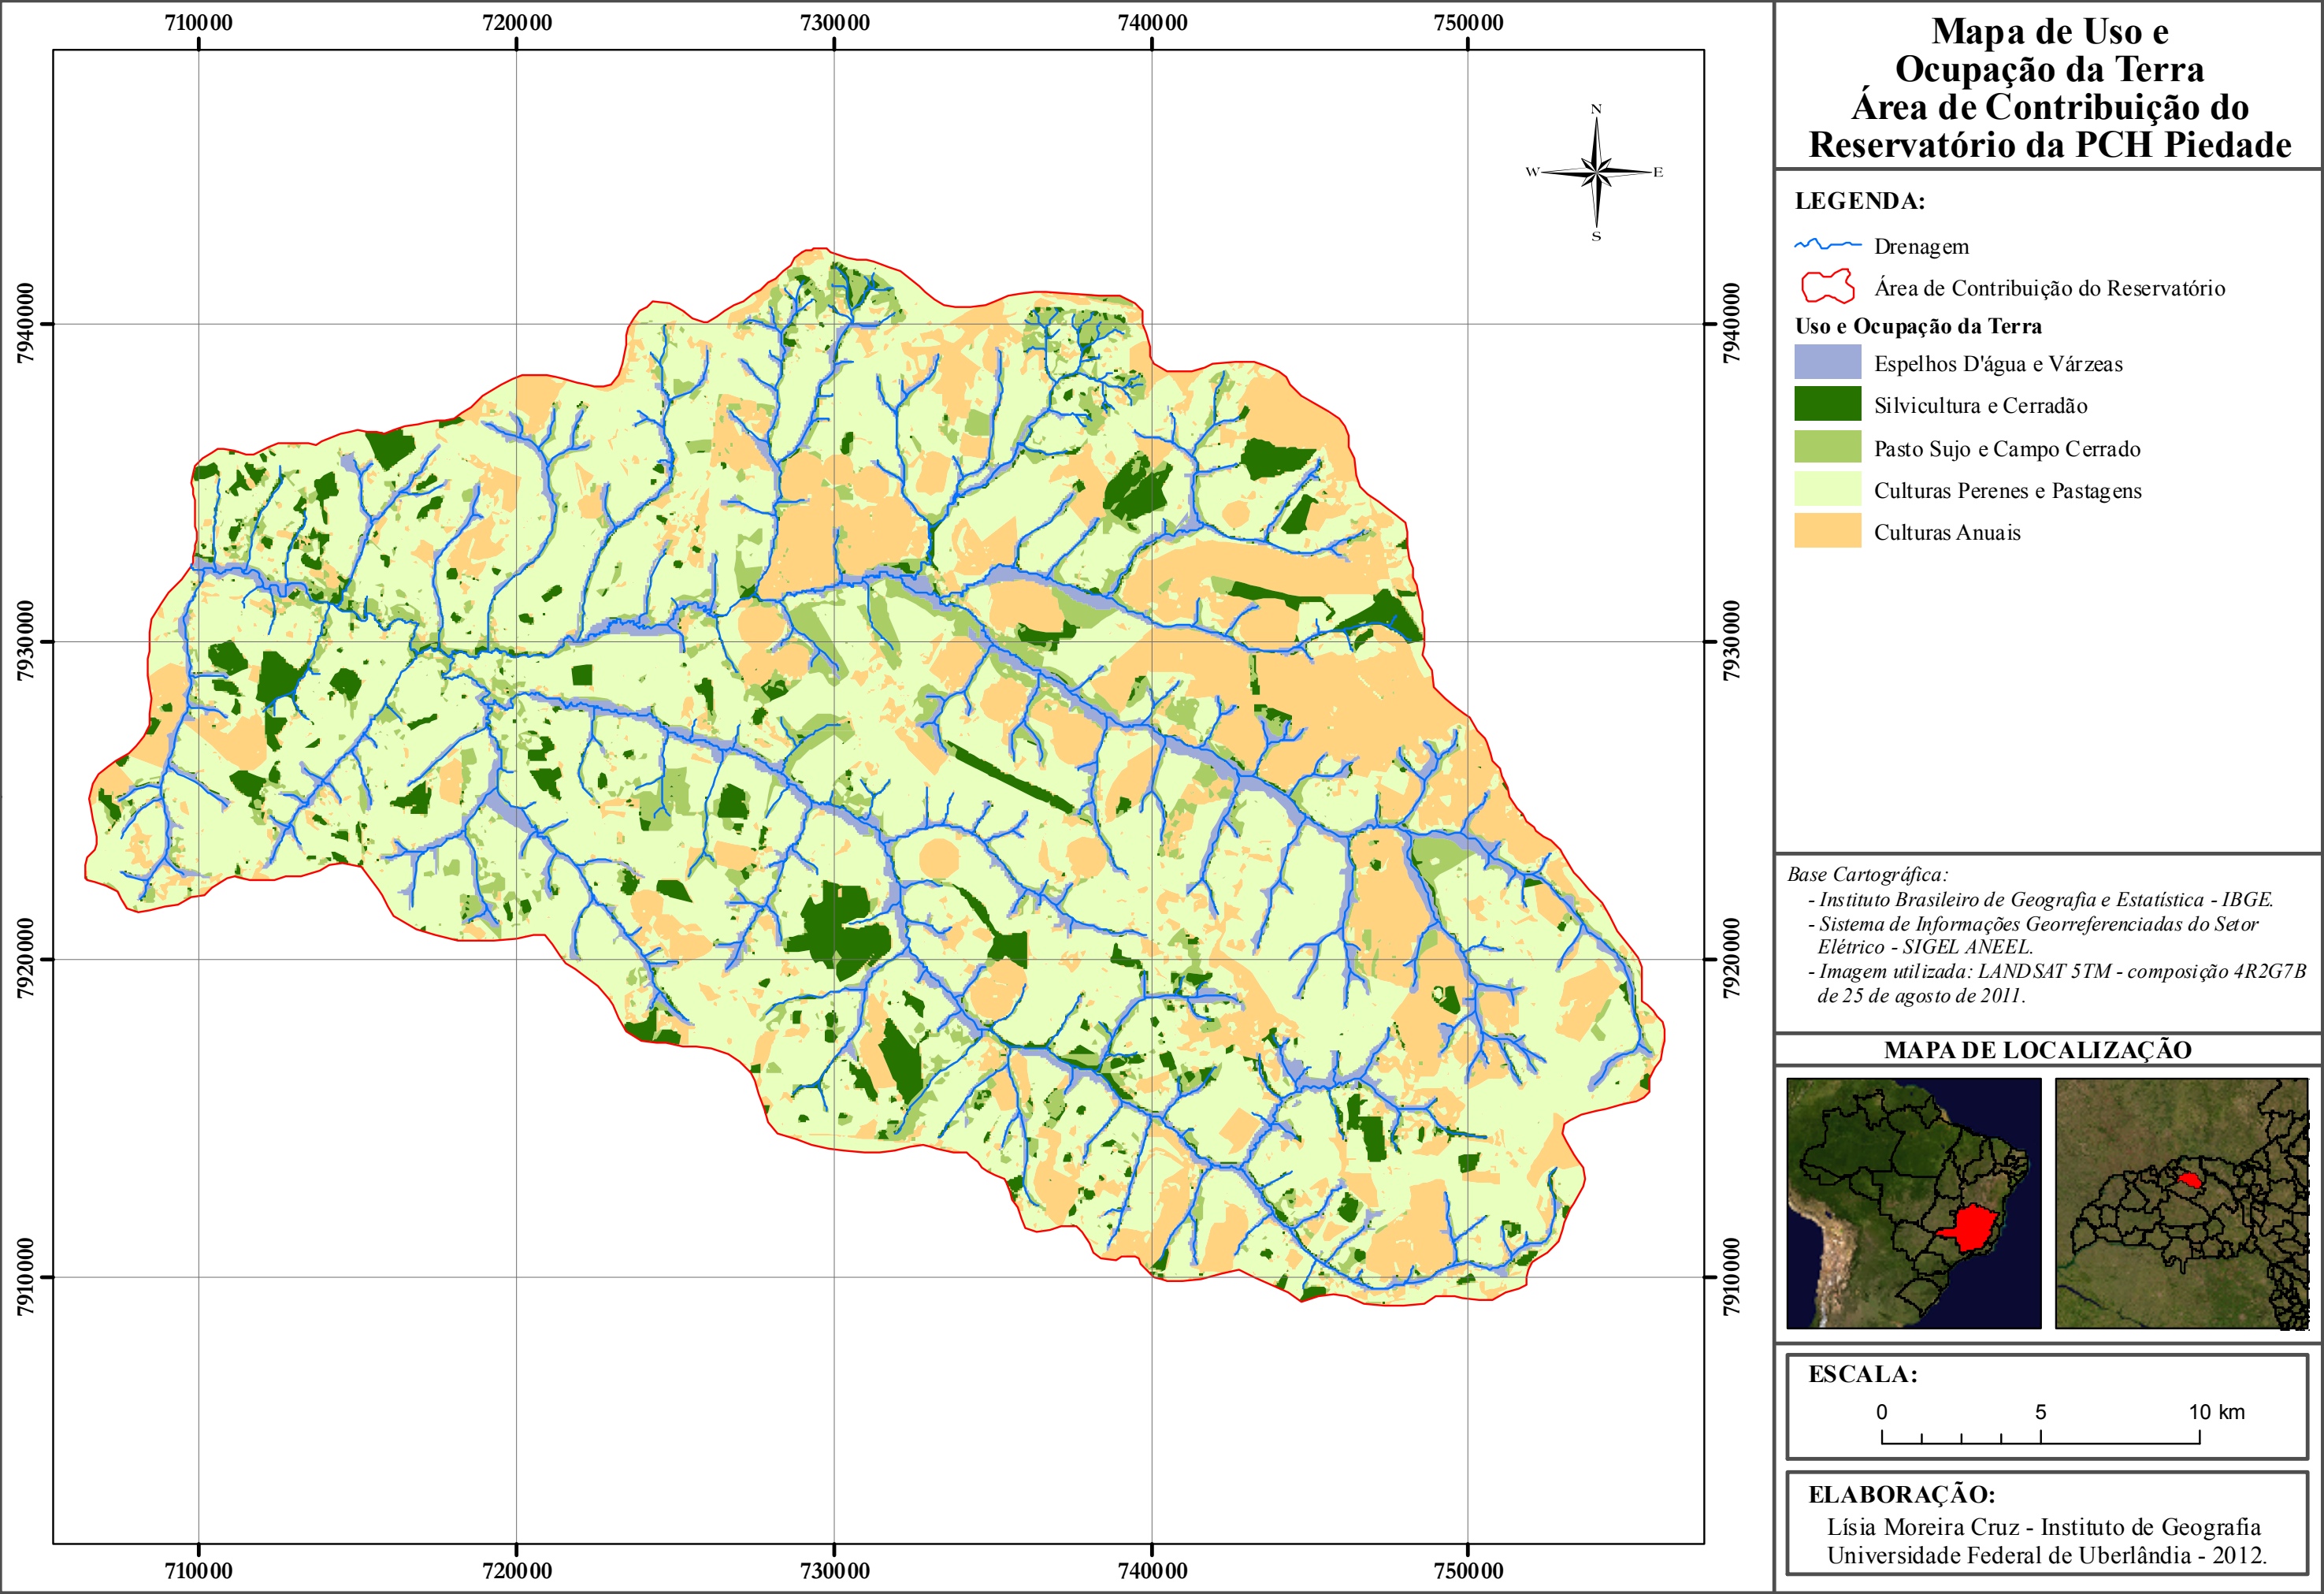 710000 720000 730000 740000 750000
7940000
7930000
7920000
7910000
N
W E
S
7940000
7930000
7920000
7910000
710000 720000 730000 740000 750000
Mapa de Uso e
Ocupação da Terra
Área de Contribuição do
Reservatório da PCH Piedade
LEGENDA:
Drenagem
Área de Contribuição do Reservatório
Uso e Ocupação da Terra
Espelhos D'água e Várzeas
Silvicultura e Cerradão
Pasto Sujo e Campo Cerrado
Culturas Perenes e Pastagens
Culturas Anuais
Base Cartográfica:
- Instituto Brasileiro de Geografia e Estatística - IBGE.
- Sistema de Informações Georreferenciadas do Setor
Elétrico - SIGEL ANEEL.
- Imagem utilizada: LANDSAT 5TM - composição 4R2G7B
de 25 de agosto de 2011.
MAPA DE LOCALIZAÇÃO
ESCALA:
0 5 10 km
ELABORAÇÃO:
Lísia Moreira Cruz - Instituto de Geografia
Universidade Federal de Uberlândia - 2012.